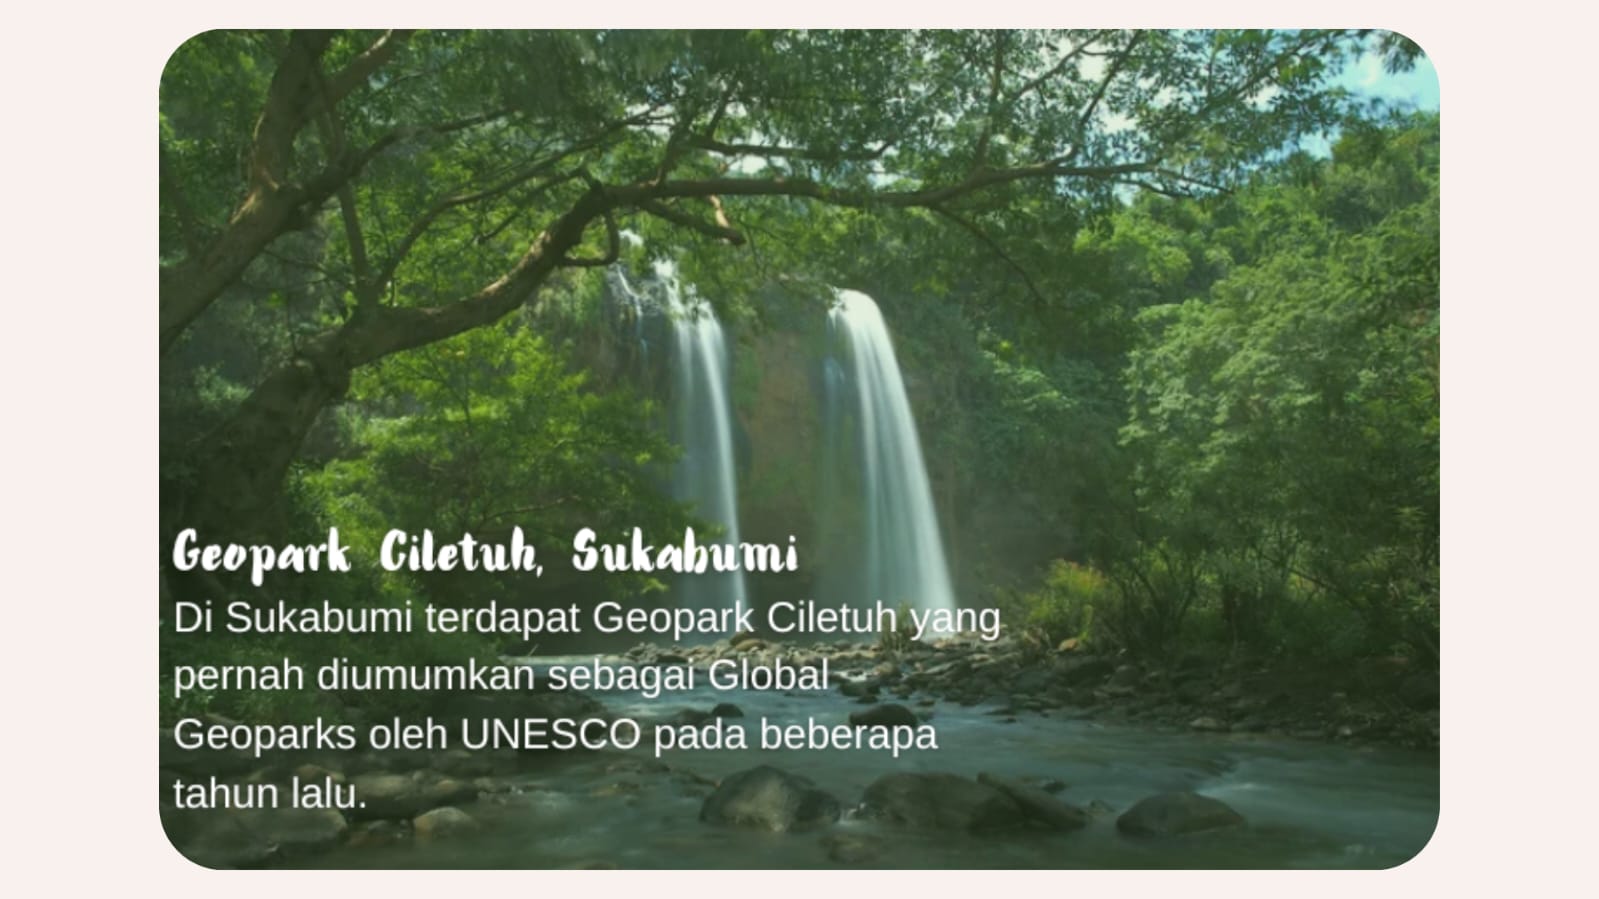 Geopark Ciletuh, Sukabumi
Di Sukabumi terdapat Geopark Ciletuh yang
pernah diumumkan sebagai Global
Geoparks oleh UNESCO pada beberapa
tahun lalu.